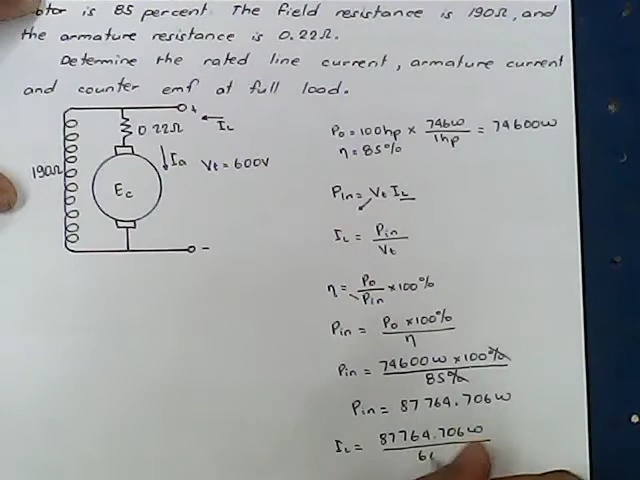 is 85 percent. The field resistance is 190Ω, and
the armature resistance is 0.22Ω.
Determine the rated line current, armature current
and counter emf at full load.
+
0.22Ω
IL
190Ω
Ia
Vt = 600V
Ec
-
Po = 100hp × 746W / 1hp = 74600W
η = 85%
Pin = Vt IL
IL = Pin / Vt
η = Po / Pin × 100%
Pin = Po × 100% / η
Pin = 74600W × 100% / 85%
Pin = 87764.706W
IL = 87764.706W / 60